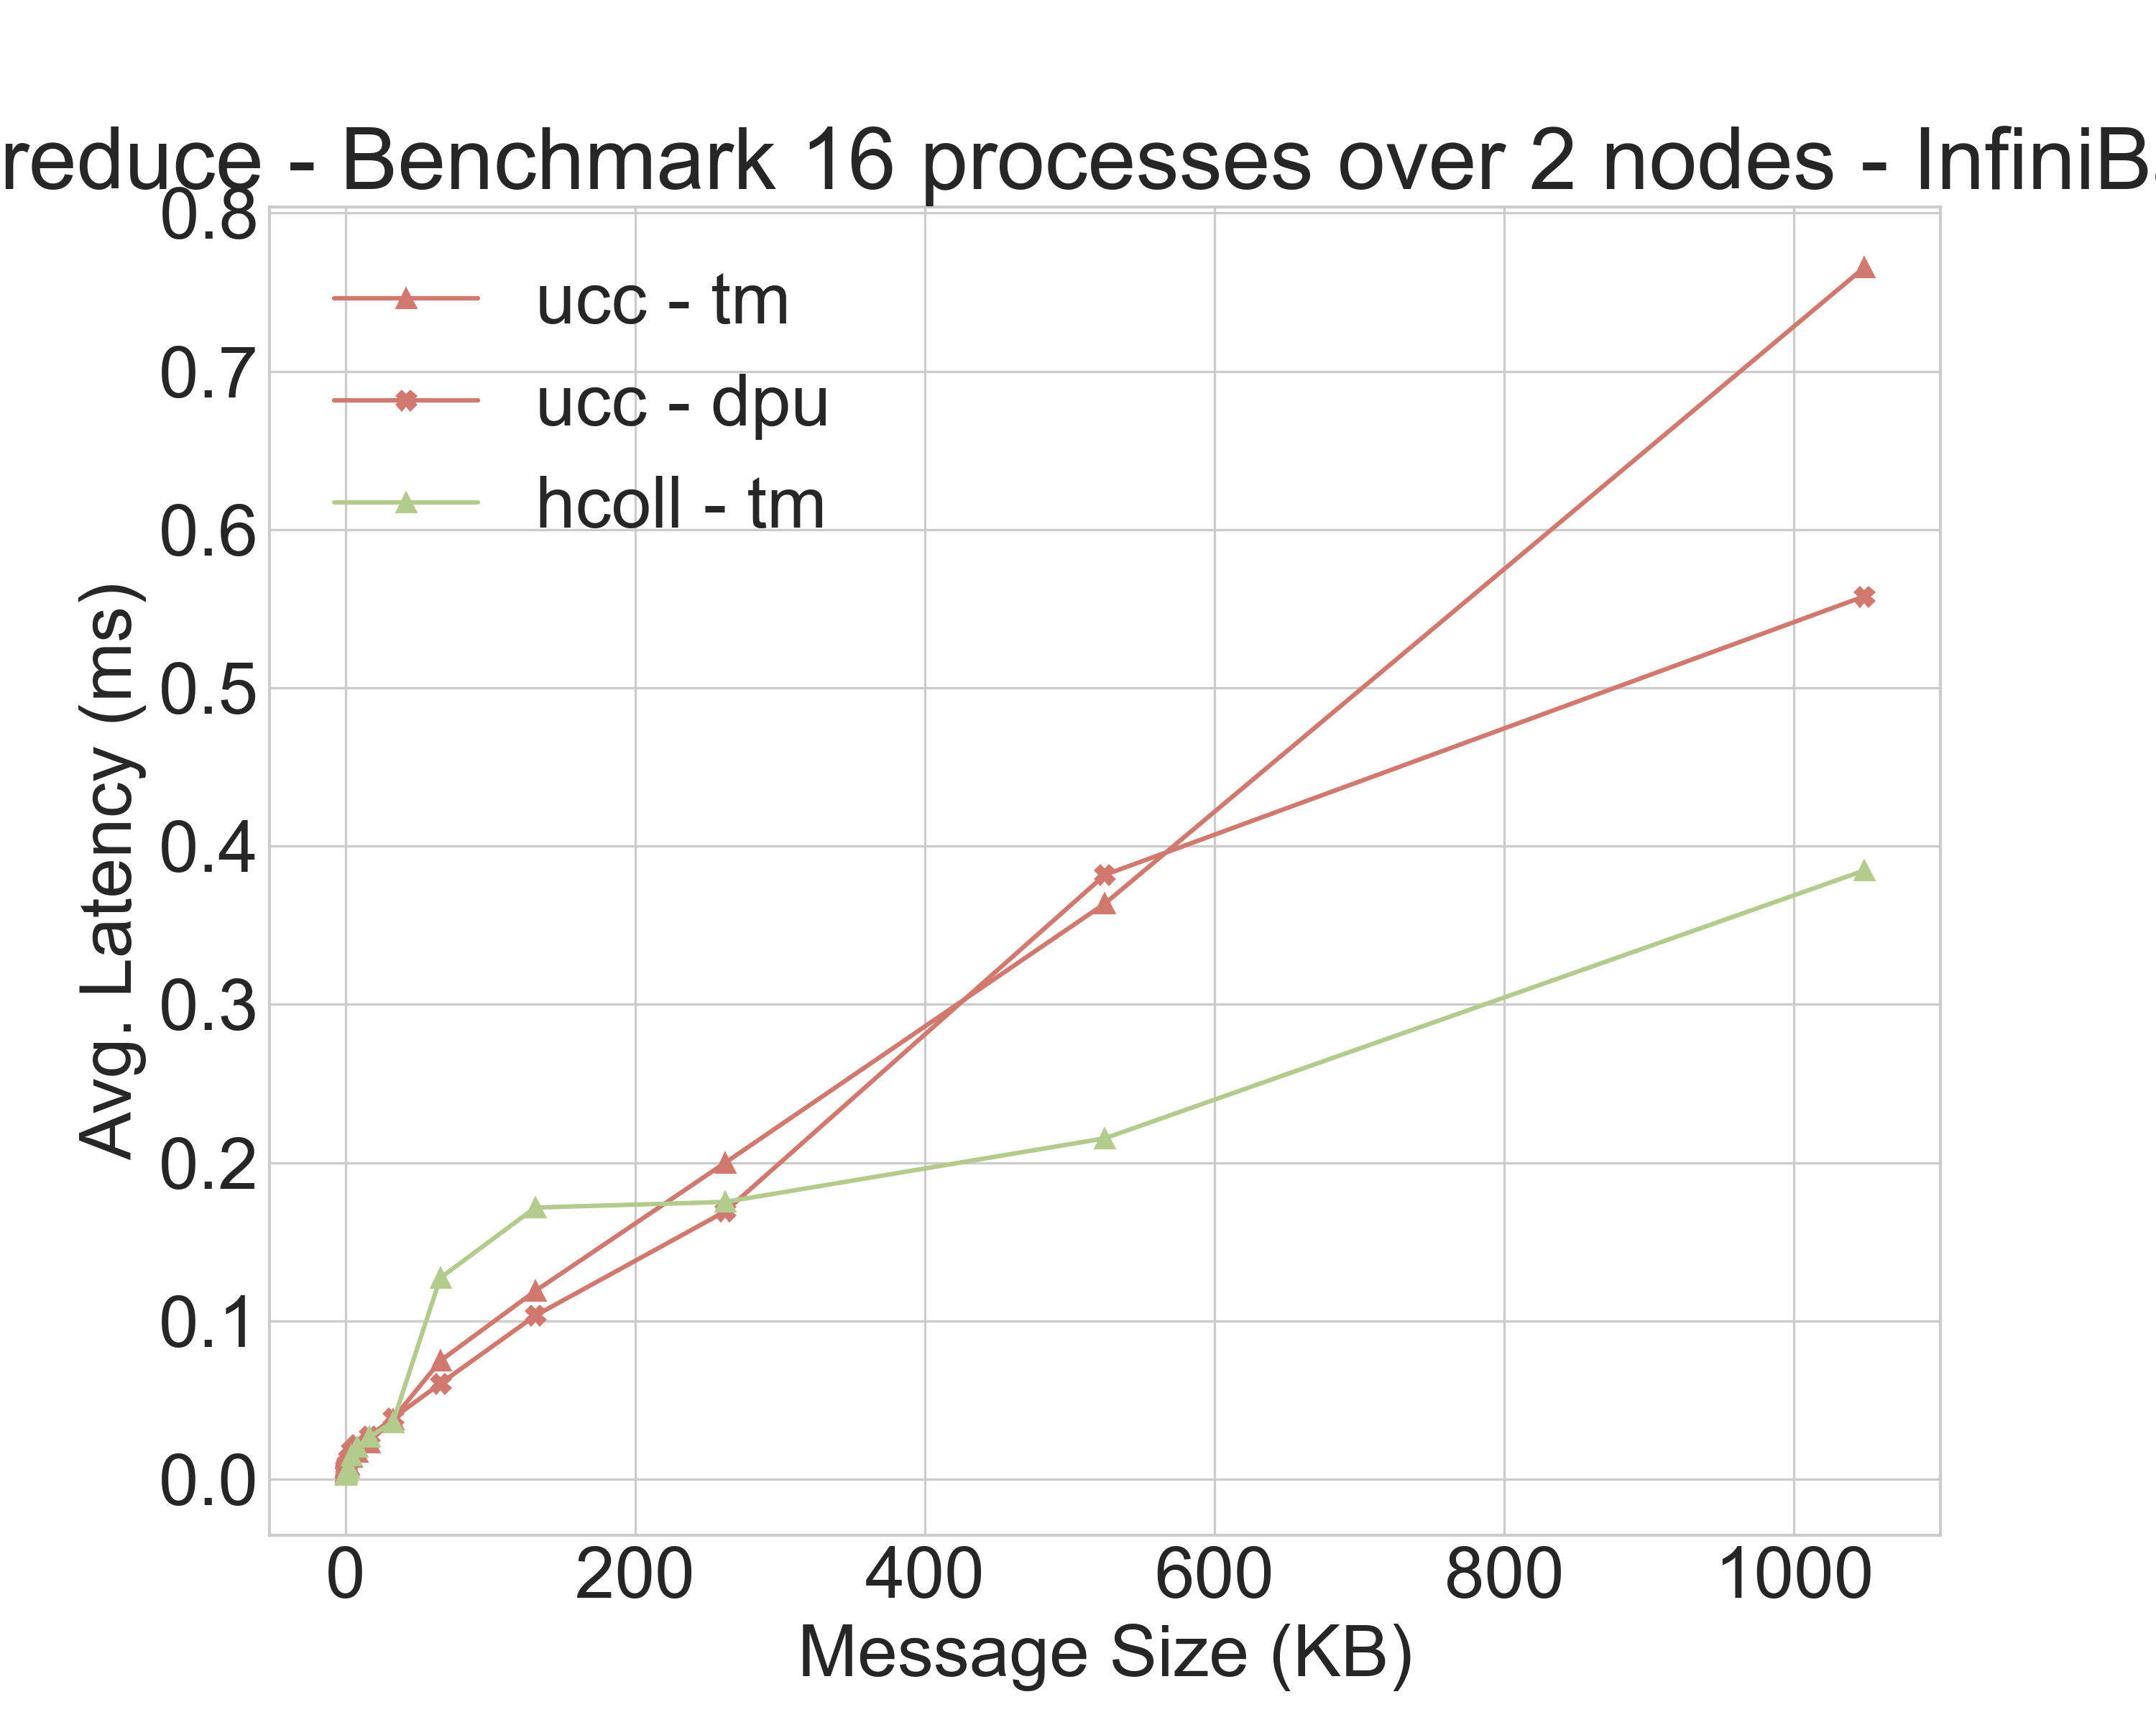 reduce - Benchmark 16 processes over 2 nodes - InfiniB
0.8
0.7
0.6
0.5
0.4
0.3
0.2
0.1
0.0
Avg. Latency (ms)
ucc - tm
ucc - dpu
hcoll - tm
0 200 400 600 800 1000
Message Size (KB)